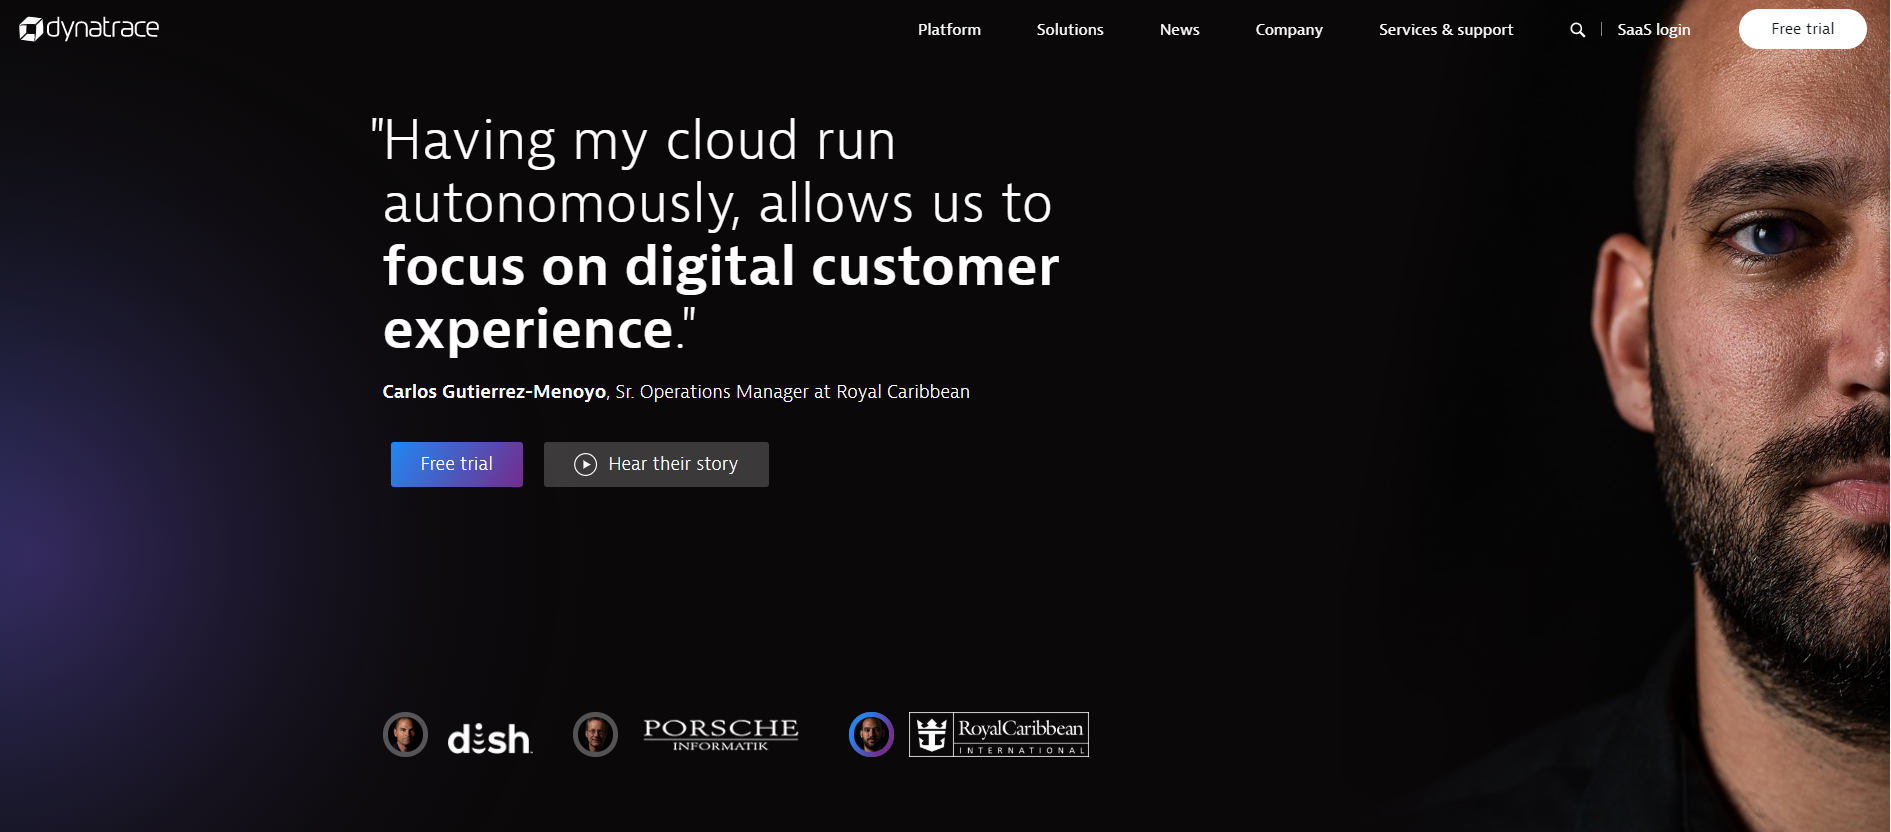 dynatrace
Platform
Solutions
News
Company
Services & support
SaaS login
Free trial
"Having my cloud run
autonomously, allows us to
focus on digital customer
experience."
Carlos Gutierrez-Menoyo, Sr. Operations Manager at Royal Caribbean
Free trial
Hear their story
dish
PORSCHE
INFORMATIK
RoyalCaribbean
INTERNATIONAL